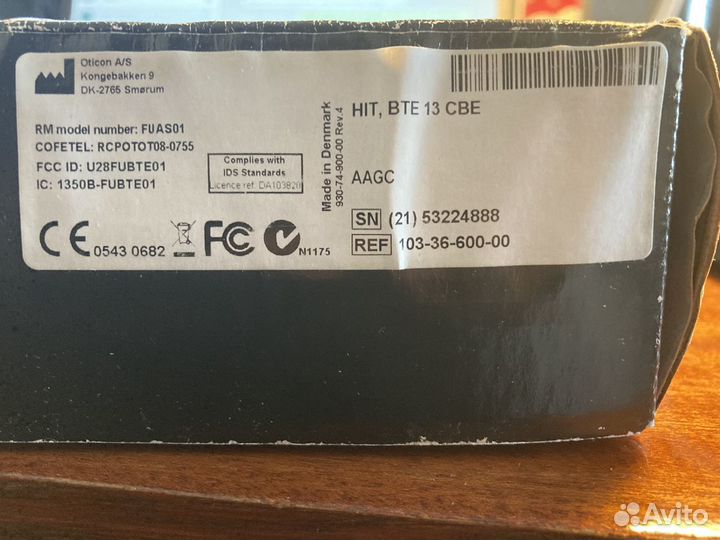 Oticon A/S
Kongebakken 9
DK-2765 Smørum
RM model number: FUAS01
COFETEL: RCPOTOT08-0755
FCC ID: U28FUBTE01
IC: 1350B-FUBTE01
Complies with
IDS Standards
Licence ref. DA103820
CE 0543 0682
FC
N1175
Made in Denmark
930-74-900-00 Rev.4
HIT, BTE 13 CBE
AAGC
SN (21) 53224888
REF 103-36-600-00
Avito